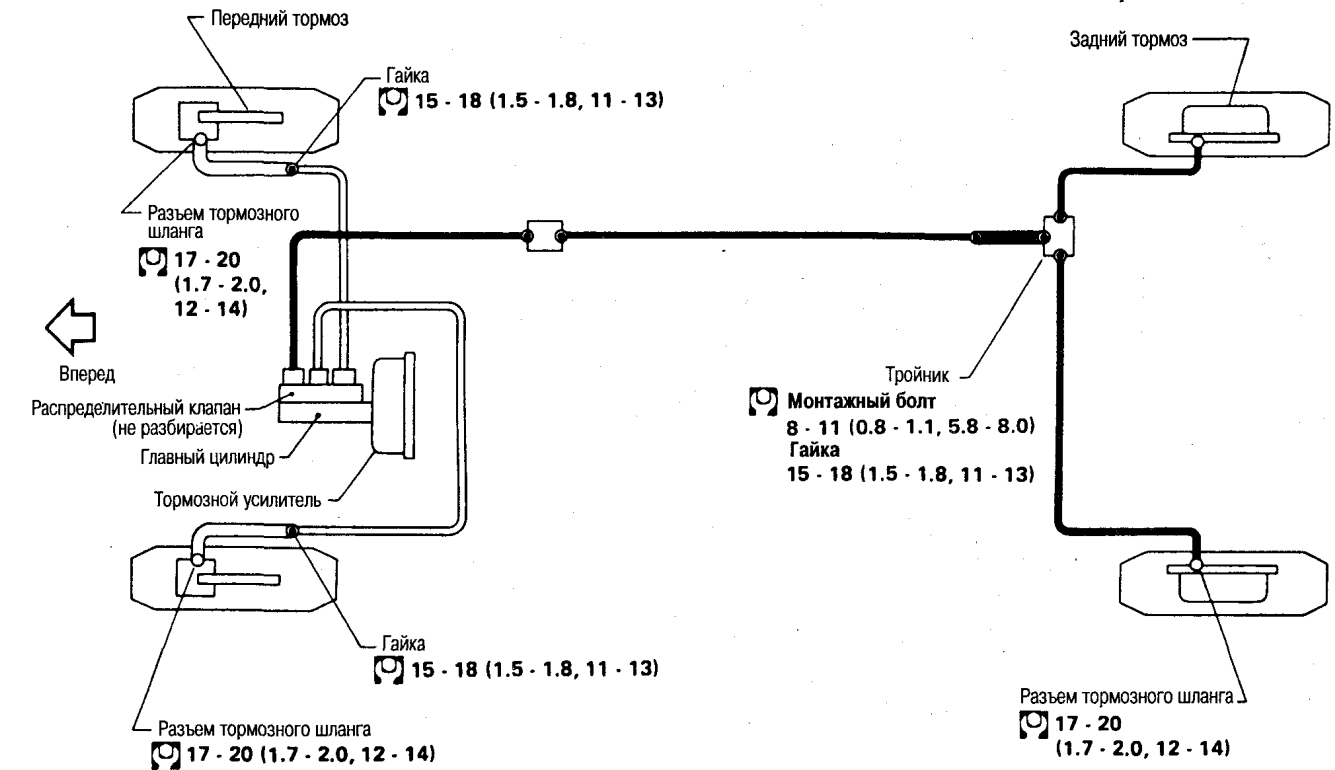 Передний тормоз
Задний тормоз
Гайка
15 - 18 (1.5 - 1.8, 11 - 13)
Разъем тормозного
шланга
17 - 20
(1.7 - 2.0,
12 - 14)
Вперед
Распределительный клапан
(не разбирается)
Главный цилиндр
Тормозной усилитель
Тройник
Монтажный болт
8 - 11 (0.8 - 1.1, 5.8 - 8.0)
Гайка
15 - 18 (1.5 - 1.8, 11 - 13)
Гайка
15 - 18 (1.5 - 1.8, 11 - 13)
Разъем тормозного шланга
17 - 20 (1.7 - 2.0, 12 - 14)
Разъем тормозного шланга
17 - 20
(1.7 - 2.0, 12 - 14)